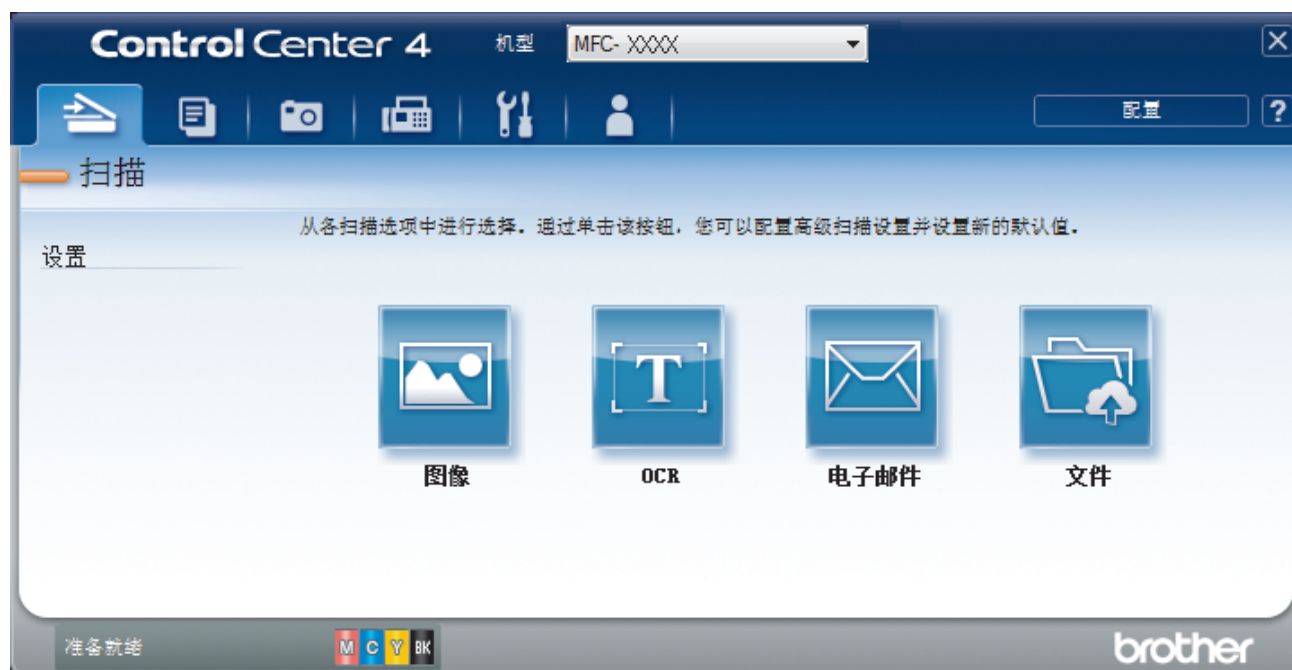 ControlCenter 4 机型 MFC- XXXX
配置 ?
扫描
从各扫描选项中进行选择。通过单击该按钮，您可以配置高级扫描设置并设置新的默认值。
设置
T
图像 OCR 电子邮件 文件
准备就绪 M C Y BK brother